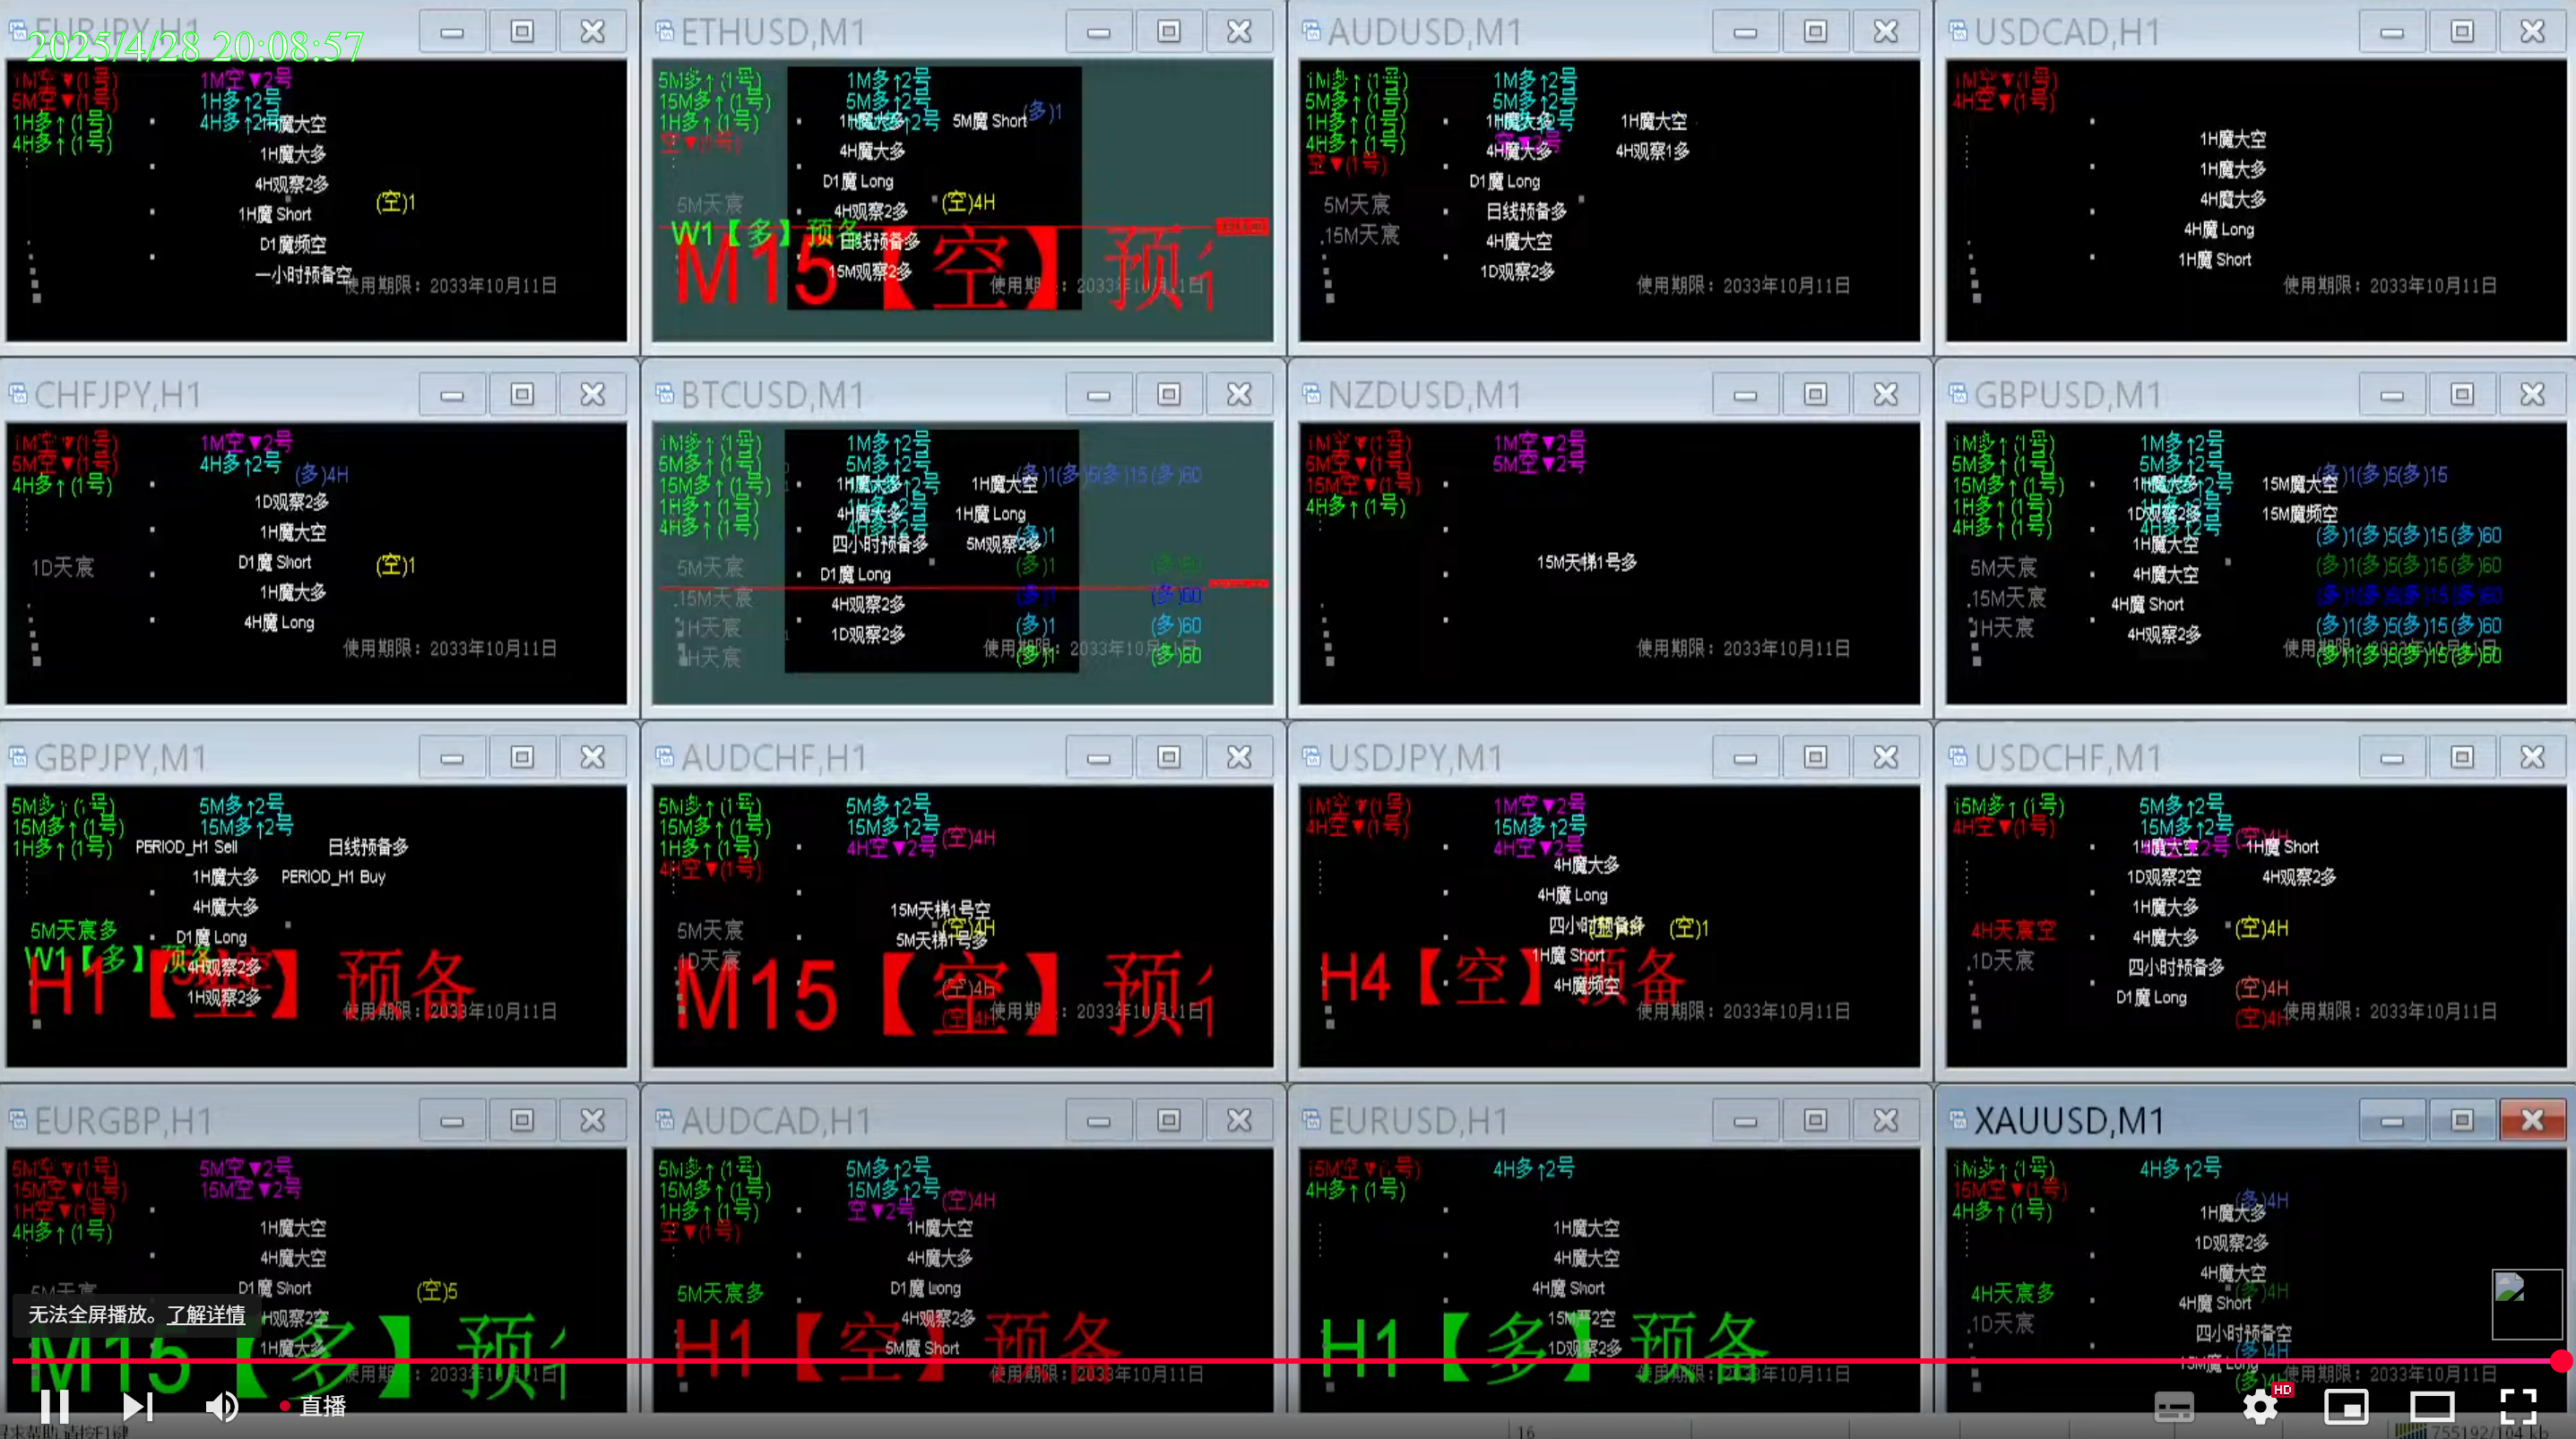 EURJPY,H1
2025/4/28 20:08:57
1M空▼(1号)
1M空▼2号
5M空▼(1号)
1H多↑2号
1H多↑(1号)
4H多↑2号
1H魔大空
4H多↑(1号)
1H魔大多
4H观察2多
(空)1
1H魔 Short
D1魔频空
一小时预备空
使用期限：2033年10月11日
ETHUSD,M1
5M多↑(1号)
1M多↑2号
15M多↑(1号)
5M多↑2号
1H多↑(1号)
1H魔大多
5M魔 Short
(多)1
空▼(1号)
4H魔大多
D1魔 Long
5M天宸
4H观察2多
(空)4H
W1【多】预备
日线预备多
M15【空】预
15M观察2多
AUDUSD,M1
1M多↑(1号)
1M多↑2号
5M多↑(1号)
5M多↑2号
1H多↑(1号)
1H魔大多
1H魔大空
4H多↑(1号)
4H魔大多
4H观察1多
空▼(1号)
D1魔 Long
5M天宸
日线预备多
15M天宸
4H魔大空
1D观察2多
使用期限：2033年10月11日
USDCAD,H1
1M空▼(1号)
4H空▼(1号)
1H魔大空
1H魔大多
4H魔大多
4H魔 Long
1H魔 Short
使用期限：2033年10月11日
CHFJPY,H1
1M空▼(1号)
1M空▼2号
5M空▼(1号)
4H多↑2号
(多)4H
4H多↑(1号)
1D观察2多
1H魔大空
1D天宸
D1魔 Short
(空)1
1H魔大多
4H魔 Long
使用期限：2033年10月11日
BTCUSD,M1
1M多↑(1号)
1M多↑2号
5M多↑(1号)
5M多↑2号
15M多↑(1号)
1H魔大多
1H魔大空
(多)1(多)5(多)15(多)60
1H多↑(1号)
4H魔大多
1H魔 Long
4H多↑(1号)
四小时预备多
5M观察2多
(多)1
5M天宸
D1魔 Long
(多)1
(多)60
15M天宸
4H观察2多
(多)1
(多)60
1H天宸
1D观察2多
(多)1
(多)60
H天宸
(多)1
(多)60
NZDUSD,M1
1M空▼(1号)
1M空▼2号
5M空▼(1号)
5M空▼2号
15M空▼(1号)
4H多↑(1号)
15M天梯1号多
使用期限：2033年10月11日
GBPUSD,M1
1M多↑(1号)
1M多↑2号
5M多↑(1号)
5M多↑2号
15M多↑(1号)
1H魔大多
15M魔大空
(多)1(多)5(多)15
1H多↑(1号)
1D观察2多
15M魔频空
4H多↑(1号)
4H多↑2号
1H魔大空
(多)1(多)5(多)15(多)60
5M天宸
4H魔大空
(多)1(多)5(多)15(多)60
15M天宸
4H魔 Short
(多)1(多)5(多)15(多)60
1H天宸
4H观察2多
(多)1(多)5(多)15(多)60
(多)1(多)5(多)15(多)60
GBPJPY,M1
5M多↑(1号)
5M多↑2号
15M多↑(1号)
15M多↑2号
1H多↑(1号)
PERIOD_H1 Sell
日线预备多
1H魔大多
PERIOD_H1 Buy
4H魔大多
5M天宸多
D1魔 Long
W1【多】预备
4H观察2多
H1【空】预备
1H观察2多
使用期限：2033年10月11日
AUDCHF,H1
5M多↑(1号)
5M多↑2号
15M多↑(1号)
15M多↑2号
(空)4H
1H多↑(1号)
4H空▼2号
4H空▼(1号)
15M天梯1号空
5M天宸
(空)4H
5M天梯1号多
1D天宸
M15【空】预
(空)4H
(空)4H
USDJPY,M1
1M空▼(1号)
1M空▼2号
4H空▼(1号)
15M多↑2号
4H空▼2号
4H魔大多
4H魔 Long
四小时预备多
(空)1
1H魔 Short
H4【空】预备
4H魔频空
使用期限：2033年10月11日
USDCHF,M1
15M多↑(1号)
5M多↑2号
4H空▼(1号)
15M多↑2号
(空)4H
1H魔大空
1H魔 Short
1D观察2空
4H观察2多
1H魔大多
4H天宸空
4H魔大多
(空)4H
1D天宸
四小时预备多
D1魔 Long
(空)4H
(空)4H
使用期限：2033年10月11日
EURGBP,H1
5M空▼(1号)
5M空▼2号
15M空▼(1号)
15M空▼2号
1H空▼(1号)
4H多↑(1号)
1H魔大空
4H魔大空
5M天宸
D1魔 Short
(空)5
无法全屏播放。了解详情
H观察2空
M15【多】预
1H魔大多
使用期限：2033年10月11日
AUDCAD,H1
5M多↑(1号)
5M多↑2号
15M多↑(1号)
15M多↑2号
(空)4H
1H多↑(1号)
空▼2号
空▼(1号)
1H魔大空
4H魔大多
5M天宸多
D1魔 Long
4H观察2多
H1【空】预备
5M魔 Short
使用期限：2033年10月11日
EURUSD,H1
15M空▼(1号)
4H多↑2号
4H多↑(1号)
1H魔大空
4H魔大空
4H魔 Short
H1【多】预备
1D观察2多
使用期限：2033年10月11日
XAUUSD,M1
1M多↑(1号)
4H多↑2号
15M空▼(1号)
(多)4H
4H多↑(1号)
1H魔大多
1D观察2多
4H魔大空
4H天宸多
4H魔 Short
1D天宸
四小时预备空
15M魔 Long
使用期限：2033年10月11日
直播
HD
16
755192/104 kb